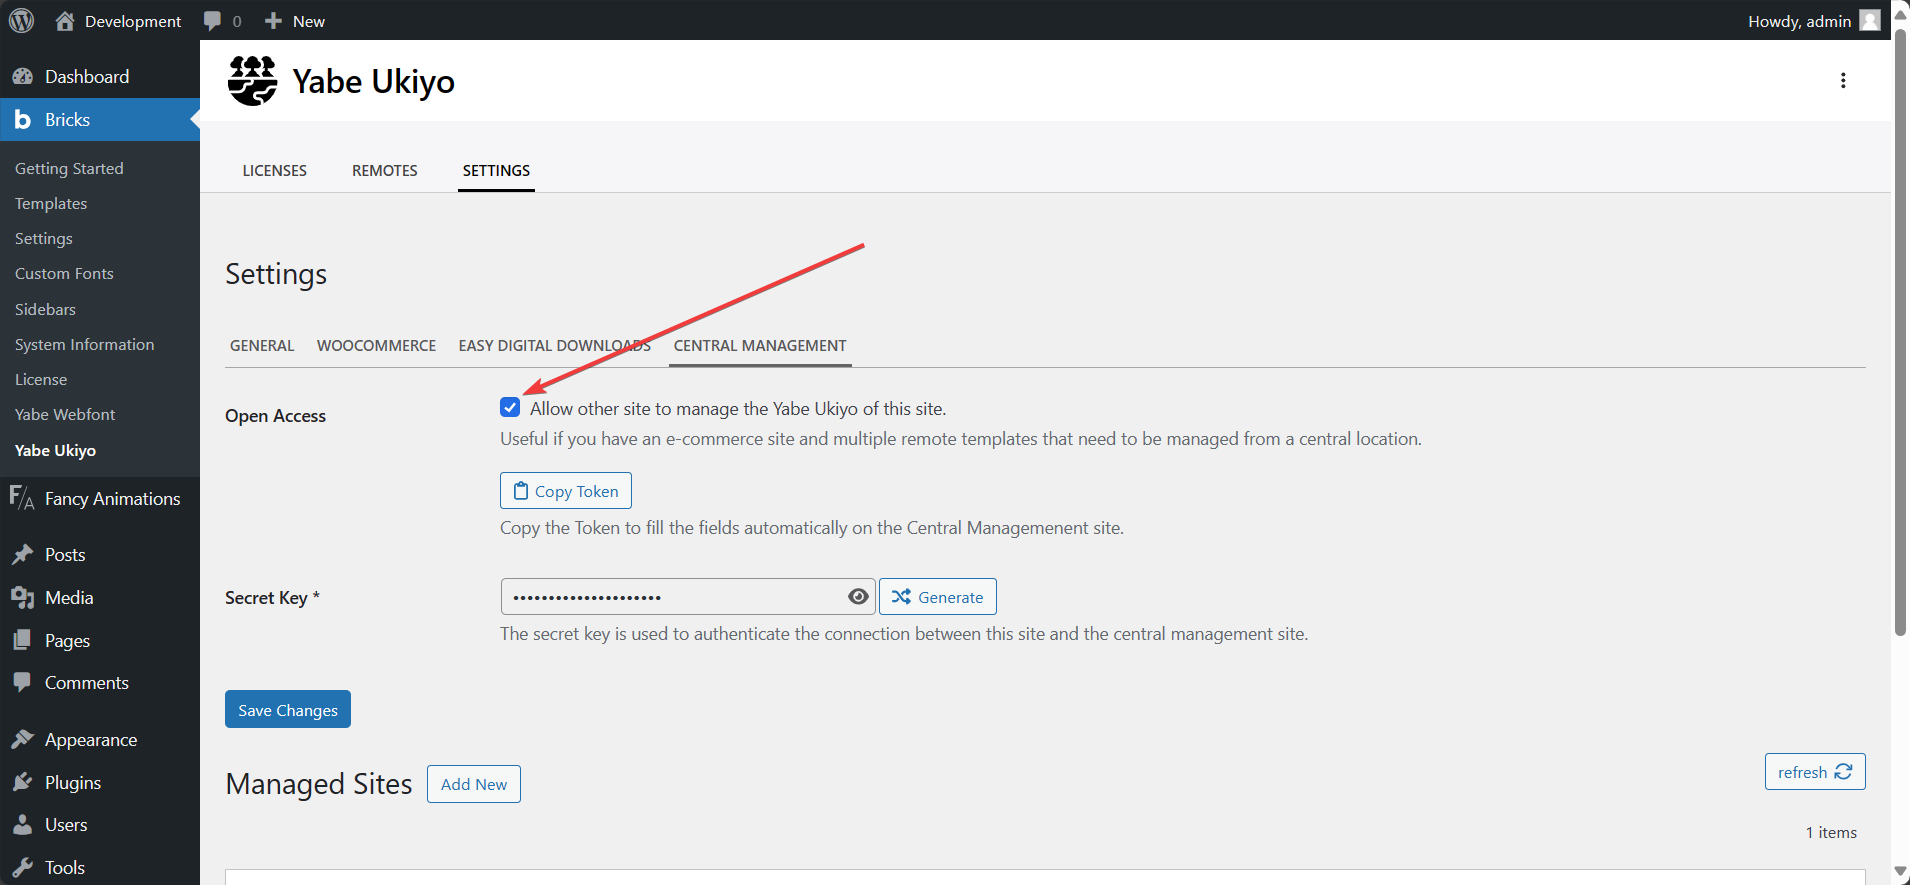 Development
0
New
Howdy, admin
Dashboard
Bricks
Getting Started
Templates
Settings
Custom Fonts
Sidebars
System Information
License
Yabe Webfont
Yabe Ukiyo
F/A Fancy Animations
Posts
Media
Pages
Comments
Appearance
Plugins
Users
Tools
Yabe Ukiyo
LICENSES REMOTES SETTINGS
Settings
GENERAL WOOCOMMERCE EASY DIGITAL DOWNLOADS CENTRAL MANAGEMENT
Open Access
Allow other site to manage the Yabe Ukiyo of this site.
Useful if you have an e-commerce site and multiple remote templates that need to be managed from a central location.
Copy Token
Copy the Token to fill the fields automatically on the Central Managemenent site.
Secret Key *
•••••••••••••••••••••
Generate
The secret key is used to authenticate the connection between this site and the central management site.
Save Changes
Managed Sites Add New
refresh
1 items